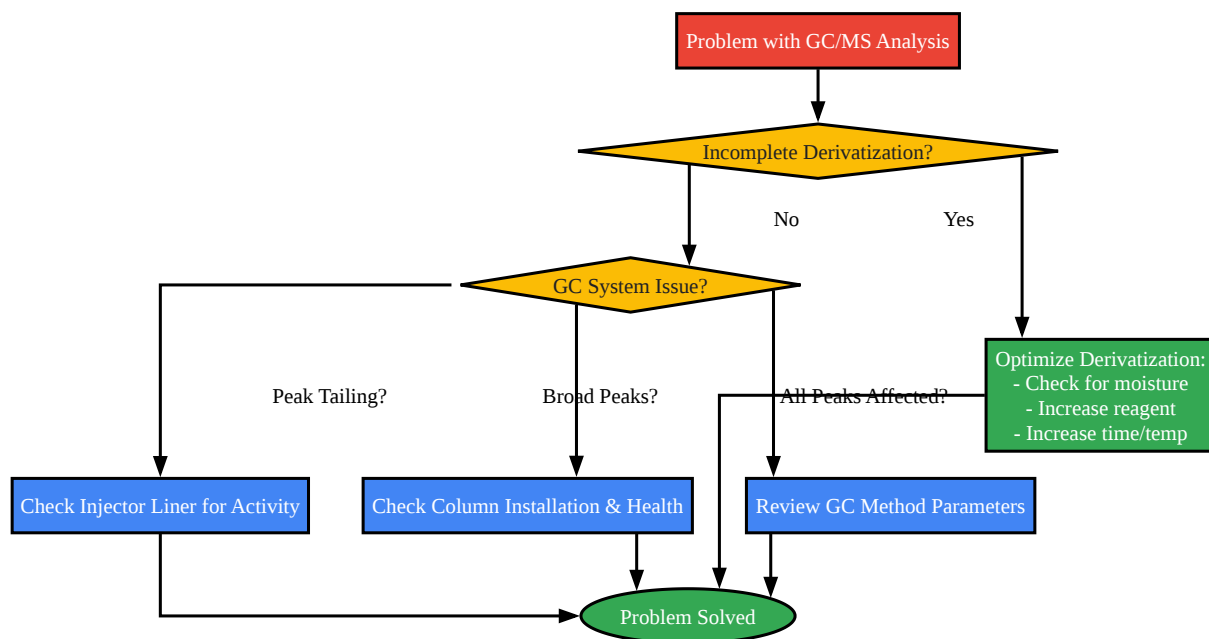 Problem with GC/MS Analysis
Incomplete Derivatization?
No
Yes
GC System Issue?
Optimize Derivatization:
- Check for moisture
- Increase reagent
- Increase time/temp
Peak Tailing?
Broad Peaks?
All Peaks Affected?
Check Injector Liner for Activity
Check Column Installation & Health
Review GC Method Parameters
Problem Solved